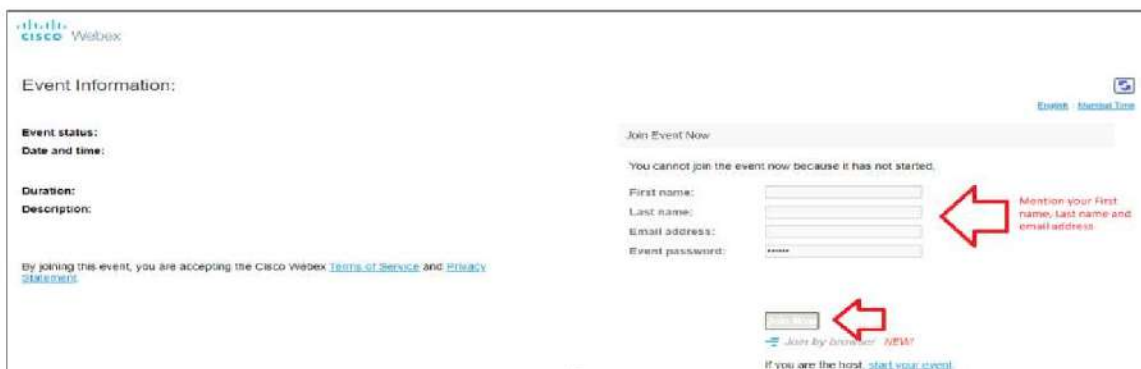 cisco Webex
Event Information:
English
Event status:
Date and time:
Duration:
Description:
By joining this event, you are accepting the Cisco Webex Terms of Service and Privacy
Statement
Join Event Now
You cannot join the event now because it has not started.
First name:
Last name:
Email address:
Event password:
Mention your First
name, Last name and
email address
Join Now
Join by browser NEW!
If you are the host, start your event.